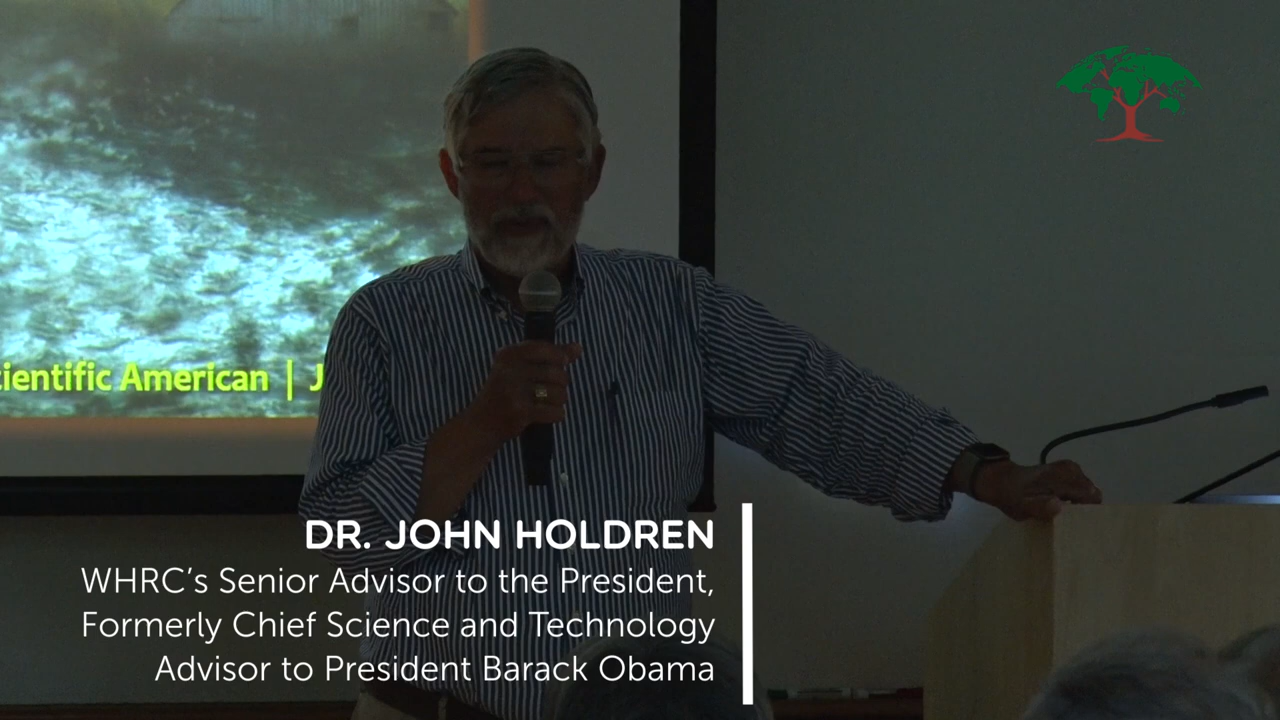 Scientific American | J
DR. JOHN HOLDREN
WHRC's Senior Advisor to the President,
Formerly Chief Science and Technology
Advisor to President Barack Obama